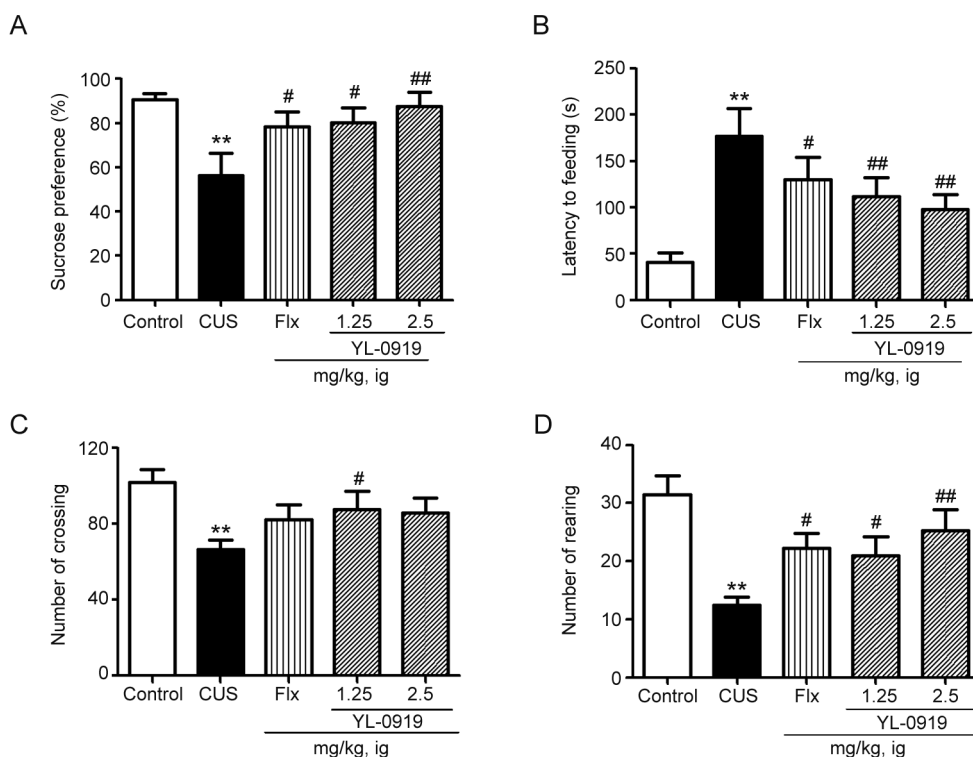 A
Sucrose preference (%)
100
80
60
40
20
0
**
#
#
##
Control CUS Flx 1.25 2.5
YL-0919
mg/kg, ig
B
Latency to feeding (s)
250
200
150
100
50
0
**
#
##
##
Control CUS Flx 1.25 2.5
YL-0919
mg/kg, ig
C
Number of crossing
120
80
40
0
**
#
Control CUS Flx 1.25 2.5
YL-0919
mg/kg, ig
D
Number of rearing
40
30
20
10
0
**
#
#
##
Control CUS Flx 1.25 2.5
YL-0919
mg/kg, ig